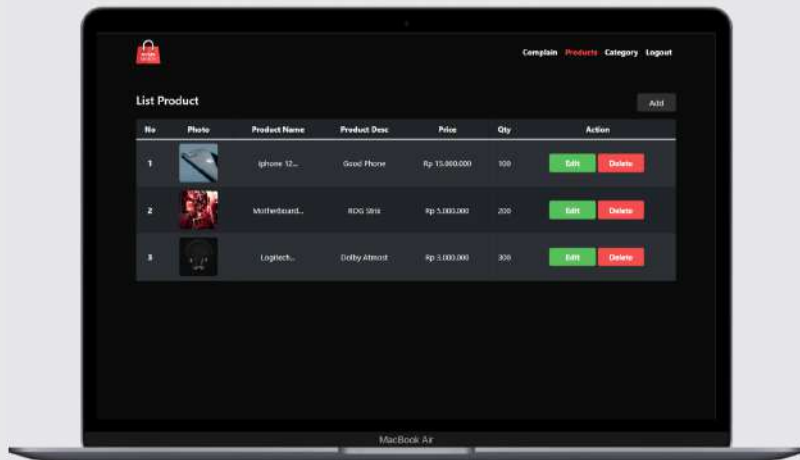 Complain Products Category Logout
List Product
Add
No Photo Product Name Product Desc Price Qty Action
1 Iphone 12... Good Phone Rp 15.000.000 100 Edit Delete
2 Motherboard... ROG Strix Rp 5.000.000 200 Edit Delete
3 Logitech... Dolby Atmost Rp 3.000.000 300 Edit Delete
MacBook Air